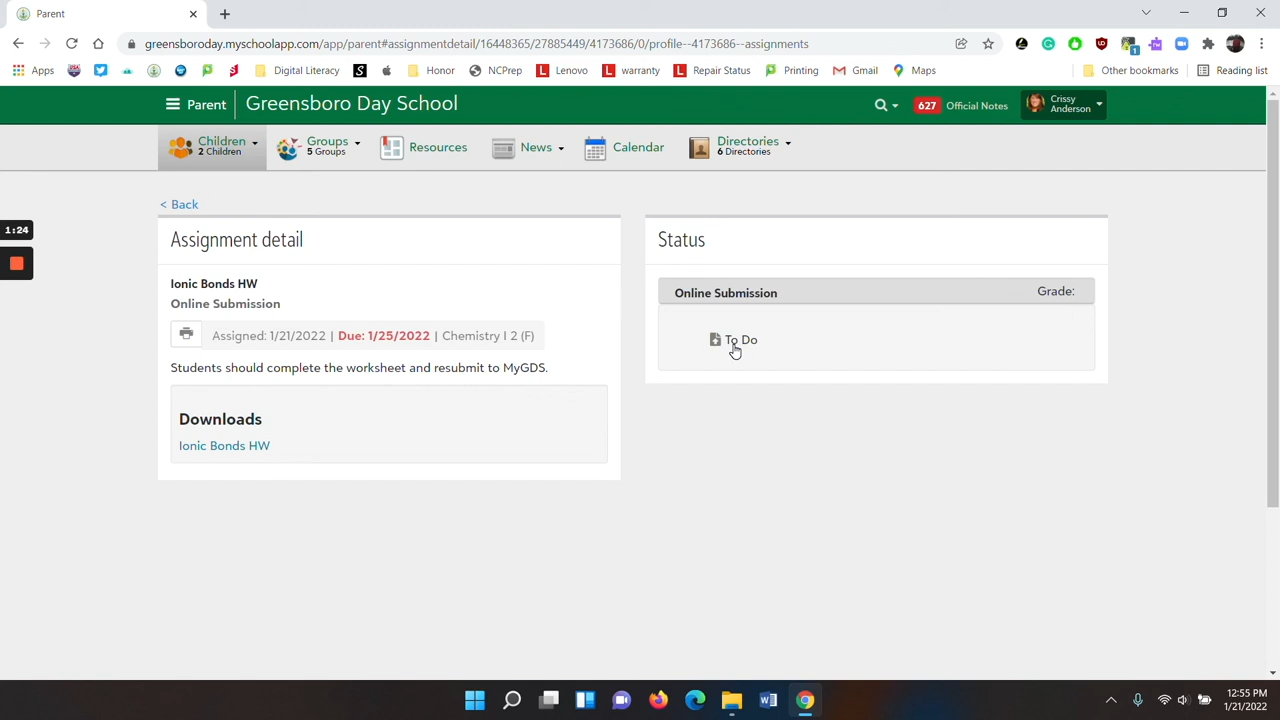 Parent
greensboroday.myschoolapp.com/app/parent#assignmentdetail/16448365/27885449/4173686/0/profile--4173686--assignments
Apps
Digital Literacy
Honor
NCPrep
Lenovo
warranty
Repair Status
Printing
Gmail
Maps
Other bookmarks
Reading list
Parent
Greensboro Day School
627 Official Notes
Crissy
Anderson
Children
2 Children
Groups
5 Groups
Resources
News
Calendar
Directories
6 Directories
< Back
1:24
Assignment detail
Status
Ionic Bonds HW
Online Submission
Online Submission
Grade:
Assigned: 1/21/2022 | Due: 1/25/2022 | Chemistry I 2 (F)
To Do
Students should complete the worksheet and resubmit to MyGDS.
Downloads
Ionic Bonds HW
12:55 PM
1/21/2022